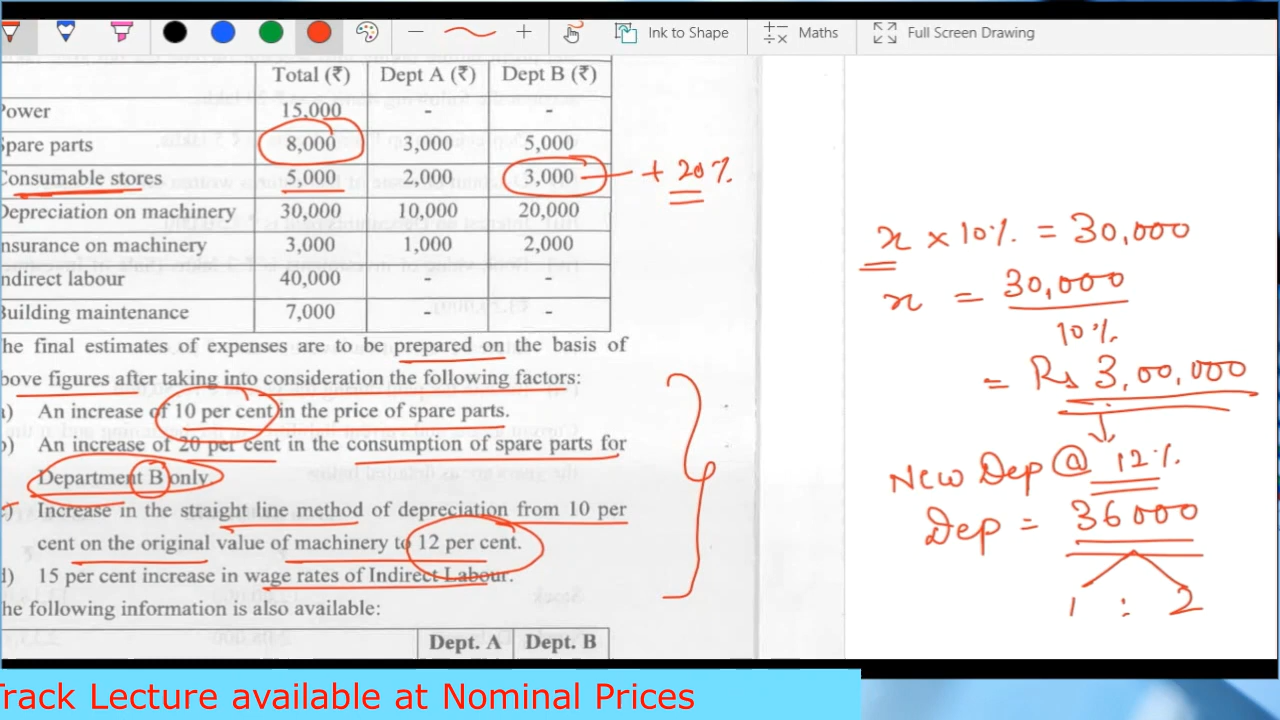 Ink to Shape Maths Full Screen Drawing
Total (₹) Dept A (₹) Dept B (₹)
Power 15,000 - -
Spare parts 8,000 3,000 5,000
Consumable stores 5,000 2,000 3,000 + 20%
Depreciation on machinery 30,000 10,000 20,000
nsurance on machinery 3,000 1,000 2,000
ndirect labour 40,000 - -
Building maintenance 7,000 - -
he final estimates of expenses are to be prepared on the basis of
bove figures after taking into consideration the following factors:
) An increase of 10 per cent in the price of spare parts.
) An increase of 20 per cent in the consumption of spare parts for
Department B only.
) Increase in the straight line method of depreciation from 10 per
cent on the original value of machinery to 12 per cent.
) 15 per cent increase in wage rates of Indirect Labour.
he following information is also available:
Dept. A Dept. B
x × 10% = 30,000
x = 30,000
10%
= Rs 3,00,000
New Dep @ 12%
Dep = 36000
1 : 2
Track Lecture available at Nominal Prices